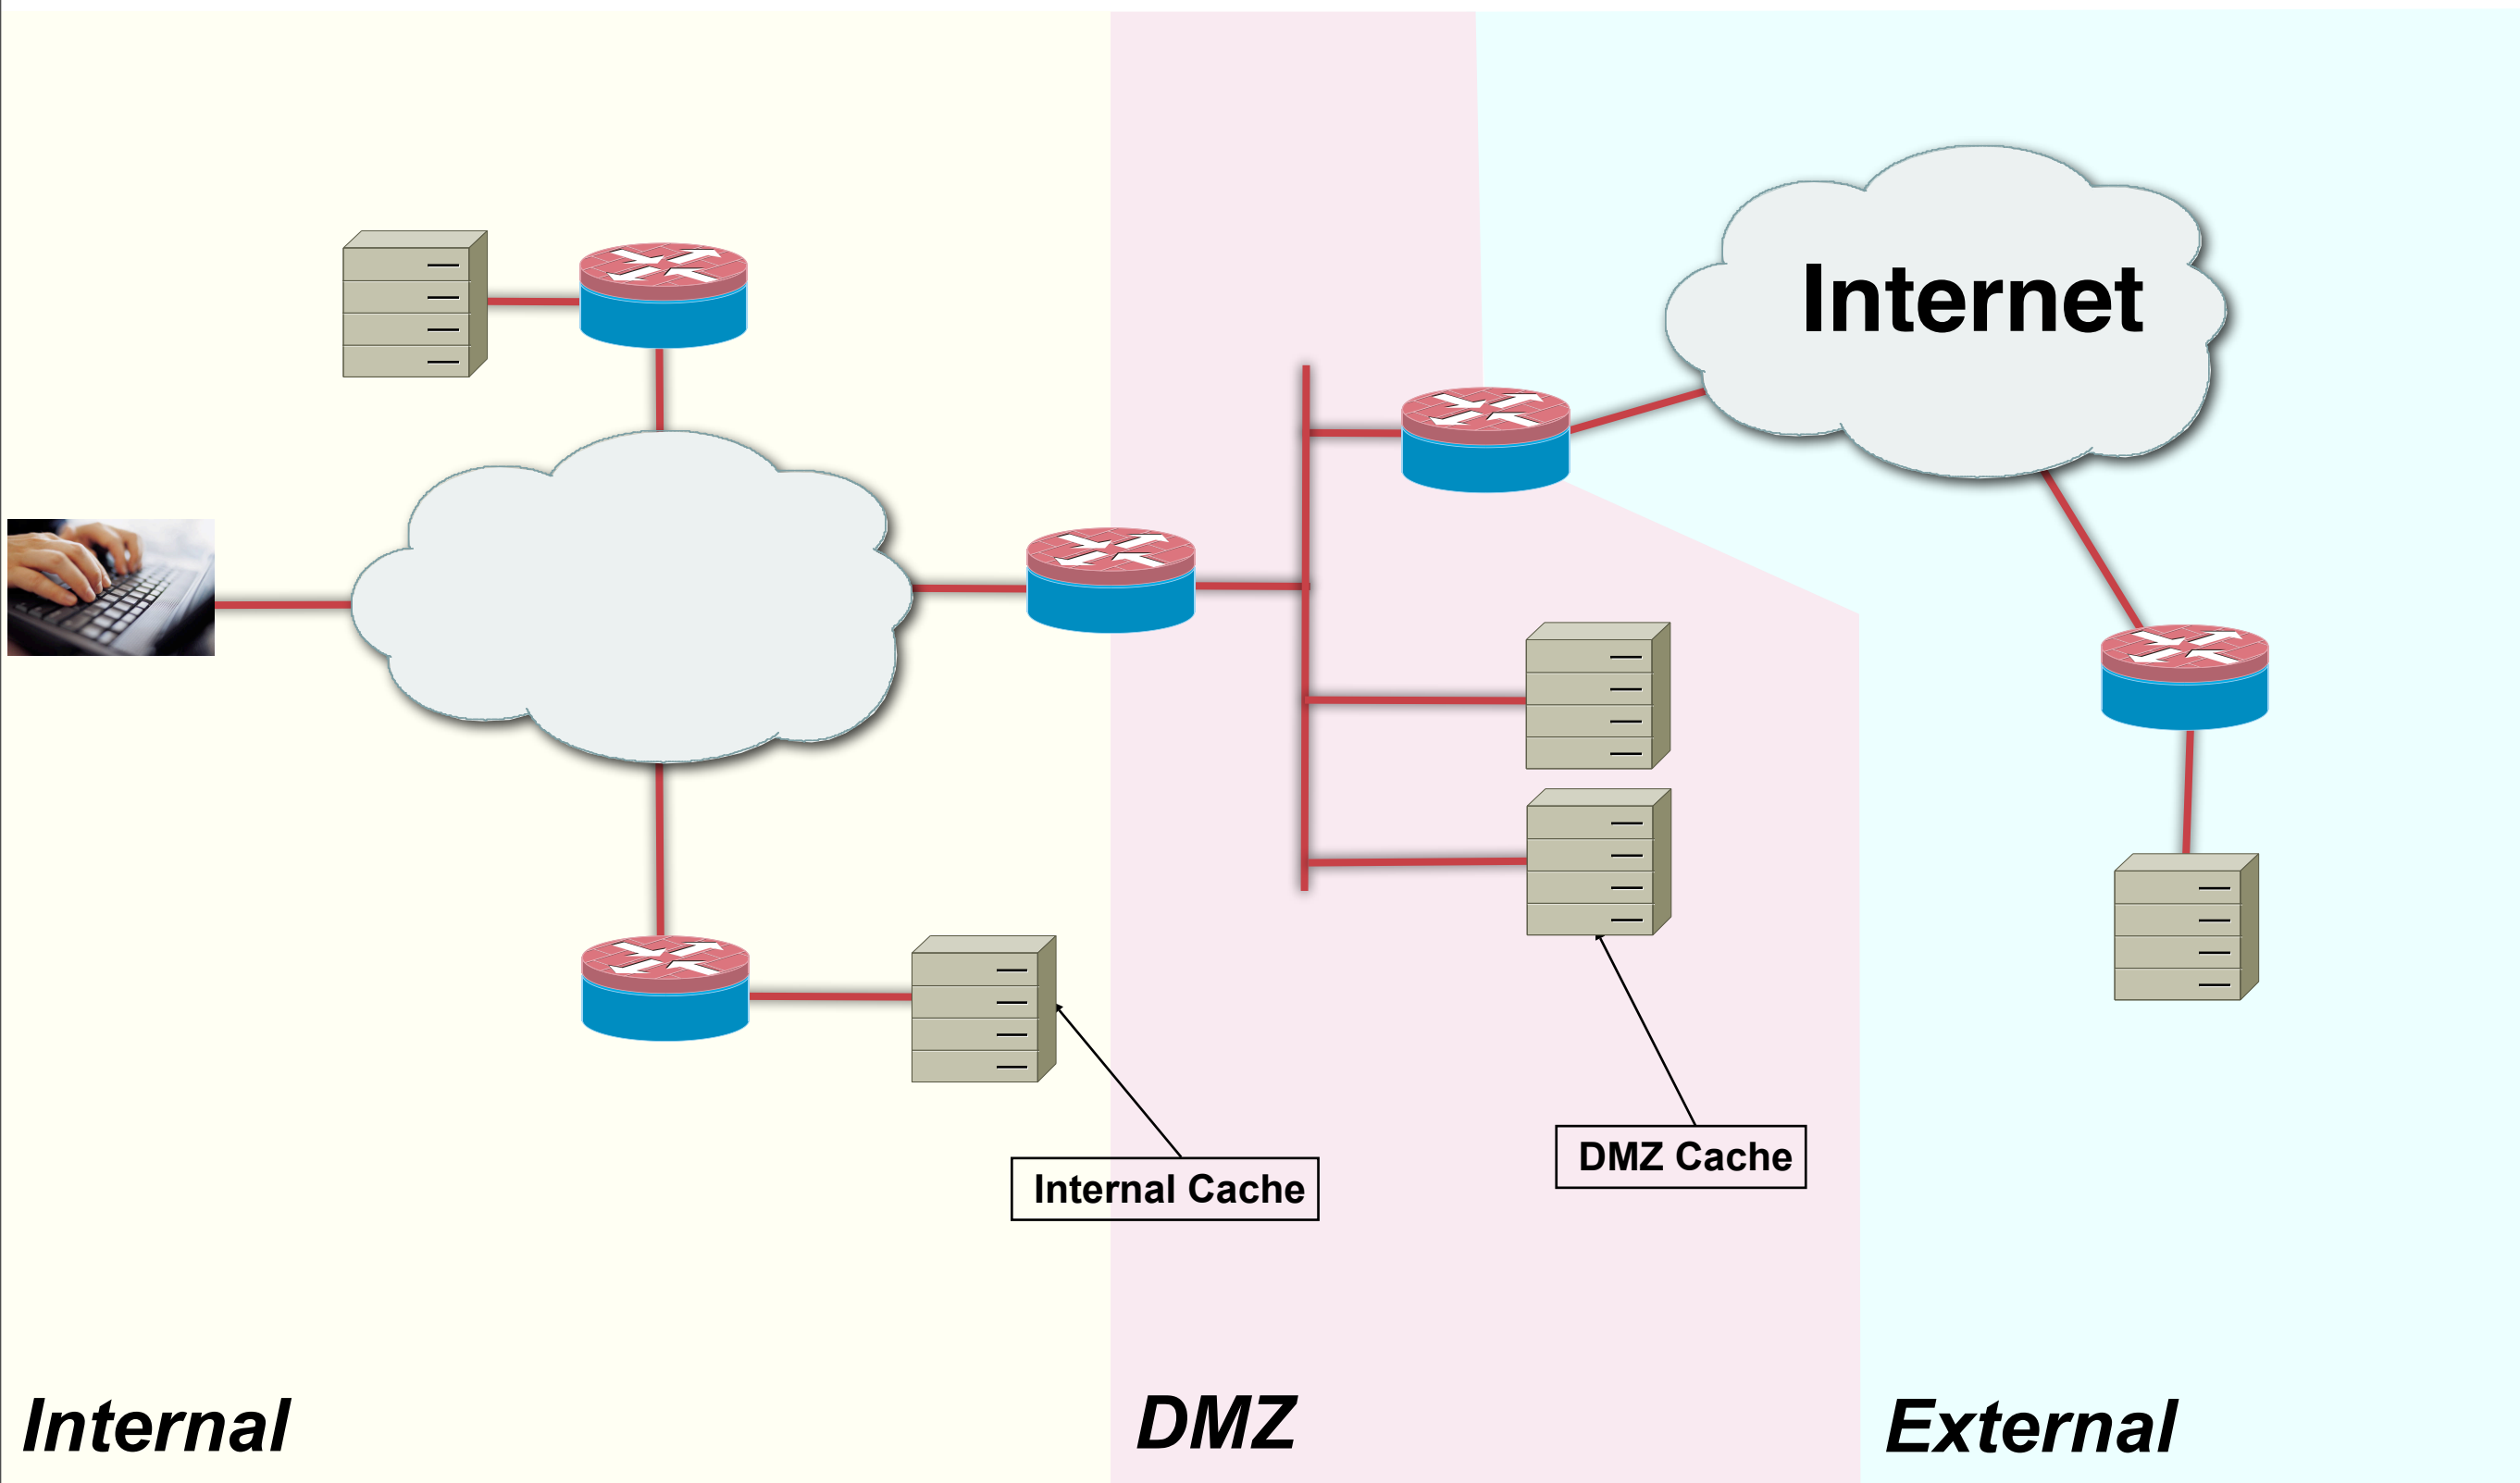 Internet
DMZ Cache
Internal Cache
Internal
DMZ
External